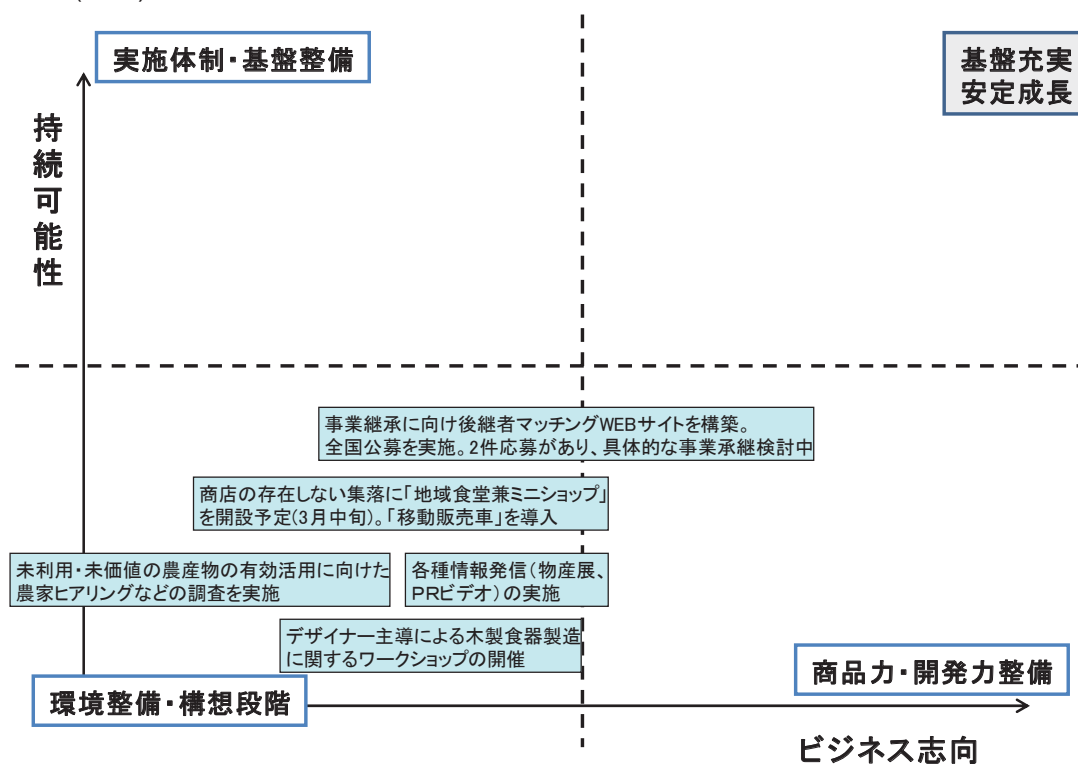 実施体制・基盤整備
基盤充実
安定成長
持続可能性
事業継承に向け後継者マッチングWEBサイトを構築。
全国公募を実施。2件応募があり、具体的な事業承継検討中
商店の存在しない集落に「地域食堂兼ミニショップ」
を開設予定(3月中旬)。「移動販売車」を導入
未利用・未価値の農産物の有効活用に向けた
農家ヒアリングなどの調査を実施
各種情報発信(物産展、
PRビデオ)の実施
デザイナー主導による木製食器製造
に関するワークショップの開催
商品力・開発力整備
環境整備・構想段階
ビジネス志向